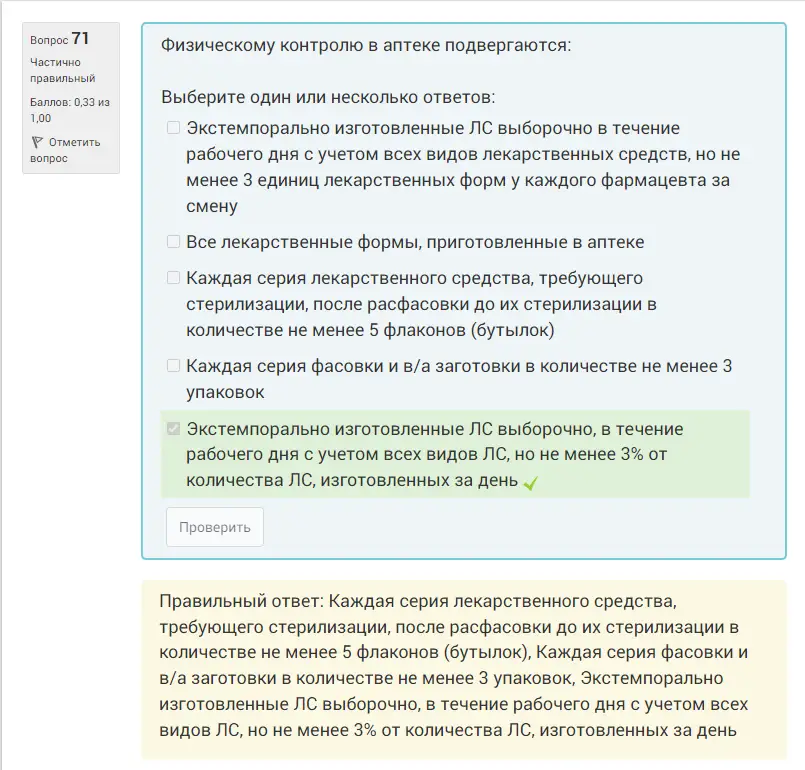 Вопрос 71
Частично
правильный
Баллов: 0,33 из
1,00
Отметить
вопрос
Физическому контролю в аптеке подвергаются:
Выберите один или несколько ответов:
Экстемпорально изготовленные ЛС выборочно в течение
рабочего дня с учетом всех видов лекарственных средств, но не
менее 3 единиц лекарственных форм у каждого фармацевта за
смену
Все лекарственные формы, приготовленные в аптеке
Каждая серия лекарственного средства, требующего
стерилизации, после расфасовки до их стерилизации в
количестве не менее 5 флаконов (бутылок)
Каждая серия фасовки и в/а заготовки в количестве не менее 3
упаковок
Экстемпорально изготовленные ЛС выборочно, в течение
рабочего дня с учетом всех видов ЛС, но не менее 3% от
количества ЛС, изготовленных за день
Проверить
Правильный ответ: Каждая серия лекарственного средства,
требующего стерилизации, после расфасовки до их стерилизации в
количестве не менее 5 флаконов (бутылок), Каждая серия фасовки и
в/а заготовки в количестве не менее 3 упаковок, Экстемпорально
изготовленные ЛС выборочно, в течение рабочего дня с учетом всех
видов ЛС, но не менее 3% от количества ЛС, изготовленных за день